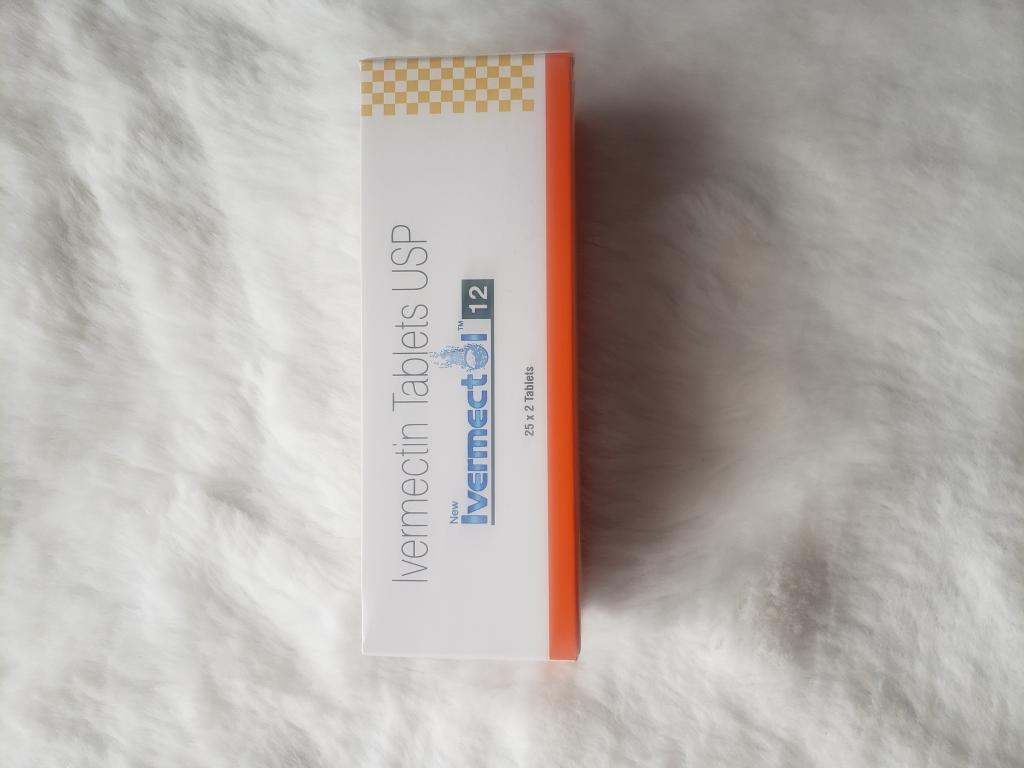 Ivermectin Tablets USP
New
Ivermectol™ 12
25 x 2 Tablets